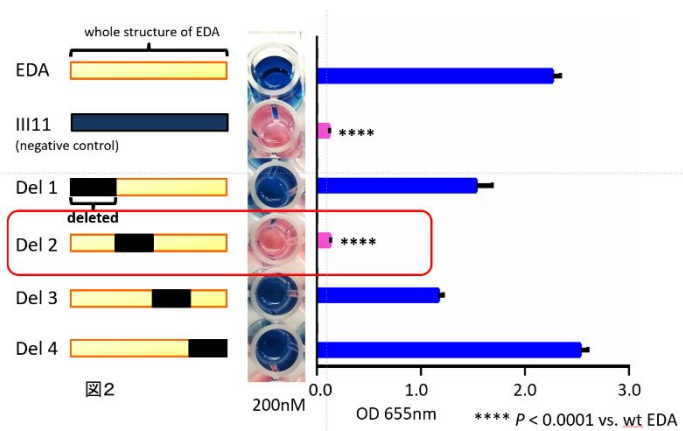 whole structure of EDA
EDA
III11
(negative control)
****
Del 1
deleted
Del 2
****
Del 3
Del 4
図2
0.0 1.0 2.0 3.0
200nM
OD 655nm
**** P < 0.0001 vs. wt EDA